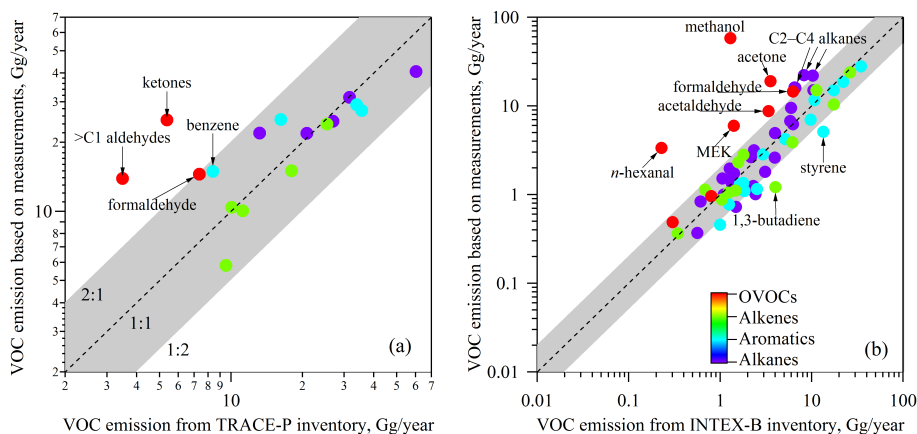 VOC emission based on measurements, Gg/year
7
6
5
4
3
2
10
9
8
7
6
5
4
3
2
2
3
4
5
6
7
8
9
10
2
3
4
5
6
7
ketones
>C1 aldehydes
benzene
formaldehyde
2:1
1:1
1:2
(a)
VOC emission from TRACE-P inventory, Gg/year
VOC emission based on measurements, Gg/year
100
10
1
0.1
0.01
0.01
0.1
1
10
100
methanol
C2–C4 alkanes
acetone
formaldehyde
acetaldehyde
MEK
n-hexanal
styrene
1,3-butadiene
OVOCs
Alkenes
Aromatics
Alkanes
(b)
VOC emission from INTEX-B inventory, Gg/year